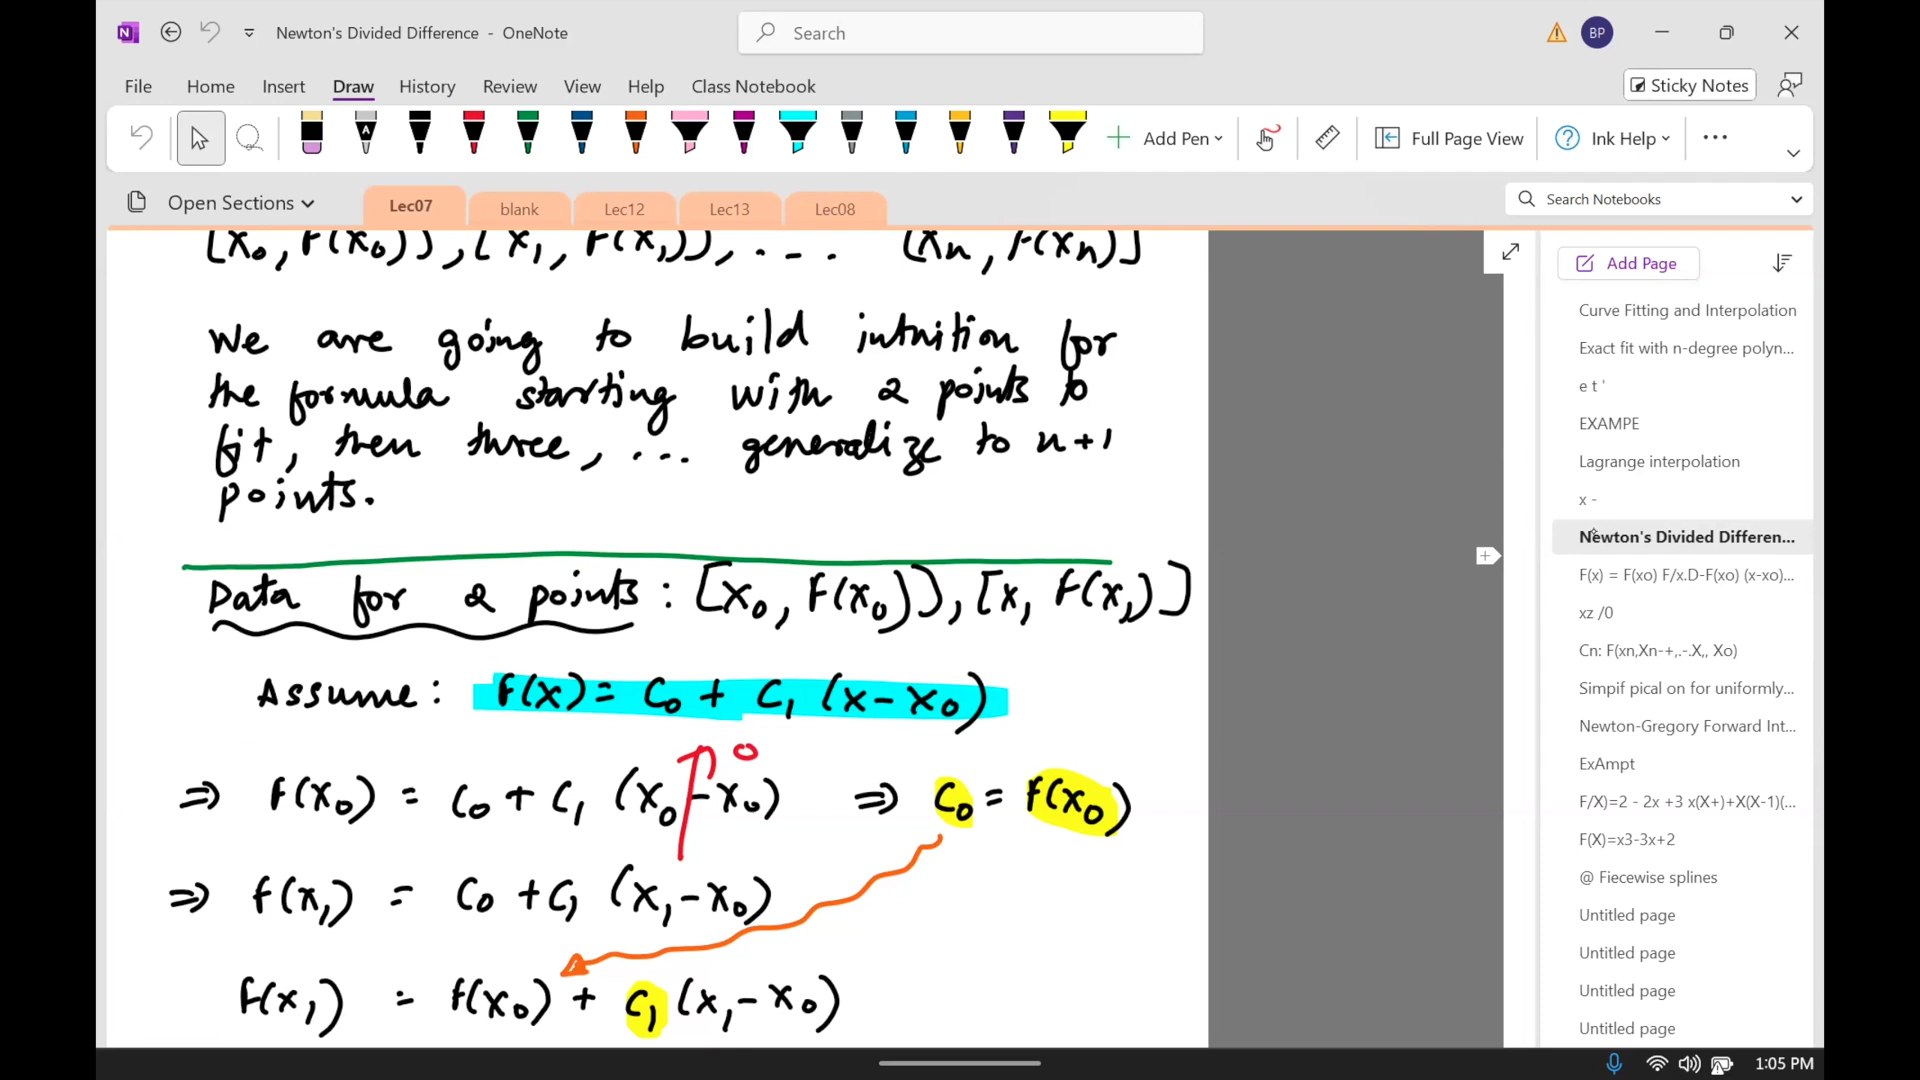 Newton's Divided Difference - OneNote
Search
BP
File Home Insert Draw History Review View Help Class Notebook
Sticky Notes
Add Pen
Full Page View
Ink Help
Open Sections
Lec07 blank Lec12 Lec13 Lec08
Search Notebooks
[x0, F(x0)], [x1, F(x1)], .... [xn, F(xn)]
We are going to build intuition for
the formula starting with 2 points to
fit, then three, ... generalize to n+1
points.
Data for 2 points : [x0, F(x0)], [x, F(x1)]
Assume: F(x) = C0 + C1 (x-x0)
0
⇒ F(x0) = C0 + C1 (x0-x0) ⇒ C0 = f(x0)
⇒ F(x1) = C0 + C1 (x1-x0)
F(x1) = f(x0) + C1 (x1-x0)
Add Page
Curve Fitting and Interpolation
Exact fit with n-degree polyn...
e t '
EXAMPE
Lagrange interpolation
x -
Newton's Divided Differen...
F(x) = F(xo) F/x.D-F(xo) (x-xo)...
xz /0
Cn: F(xn,Xn-+,.-.X,, Xo)
Simpif pical on for uniformly...
Newton-Gregory Forward Int...
ExAmpt
F/X)=2 - 2x +3 x(X+)+X(X-1)(...
F(X)=x3-3x+2
@ Fiecewise splines
Untitled page
Untitled page
Untitled page
Untitled page
1:05 PM